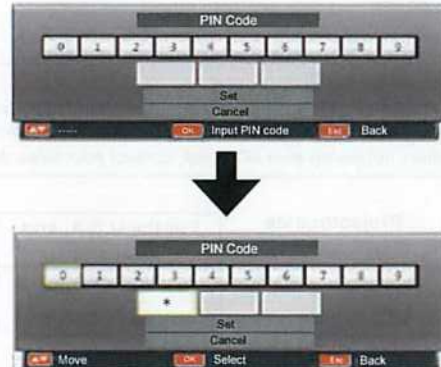 PIN Code
0 1 2 3 4 5 6 7 8 9
Set
Cancel
▲▼ ----- OK Input PIN code Esc Back
PIN Code
0 1 2 3 4 5 6 7 8 9
*
Set
Cancel
▲▼ Move OK Select Esc Back